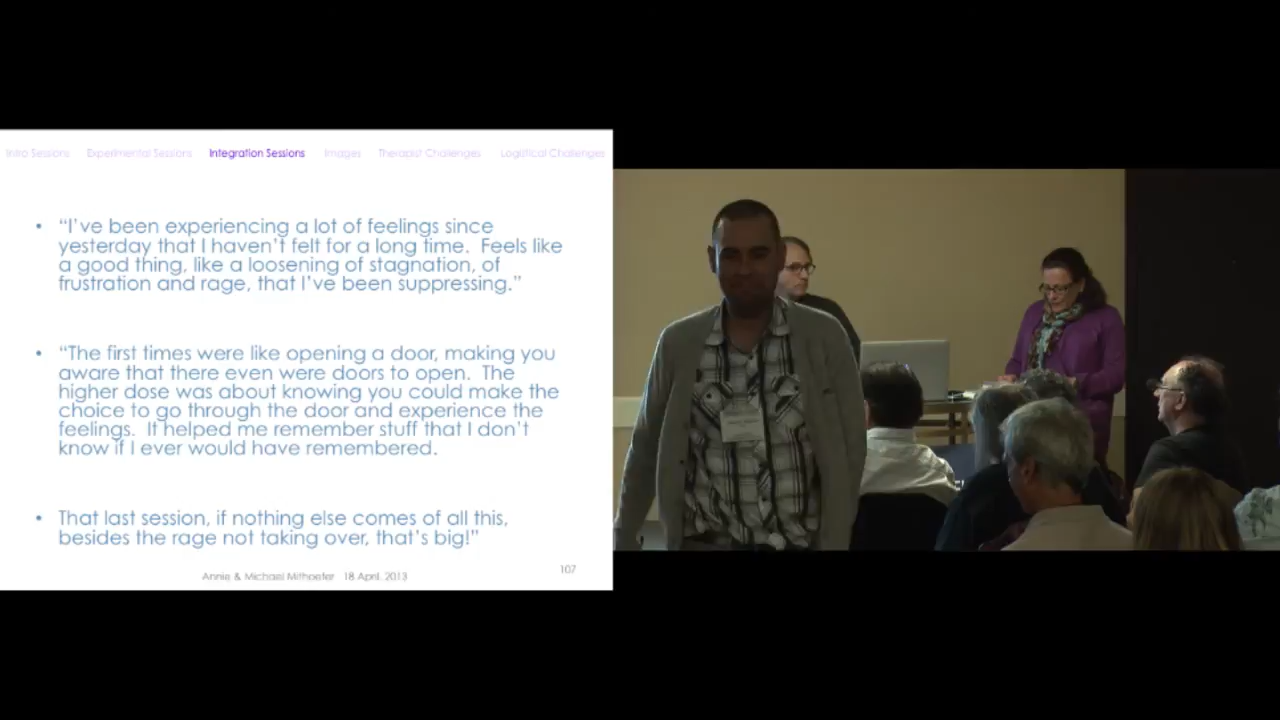 Intro Sessions Experimental Sessions Integration Sessions Images Therapist Challenges Logistical Challenges
• “I’ve been experiencing a lot of feelings since
yesterday that I haven’t felt for a long time. Feels like
a good thing, like a loosening of stagnation, of
frustration and rage, that I’ve been suppressing.”
• “The first times were like opening a door, making you
aware that there even were doors to open. The
higher dose was about knowing you could make the
choice to go through the door and experience the
feelings. It helped me remember stuff that I don’t
know if I ever would have remembered.
• That last session, if nothing else comes of all this,
besides the rage not taking over, that’s big!”
Annie & Michael Mithoefer 18 April, 2013
107